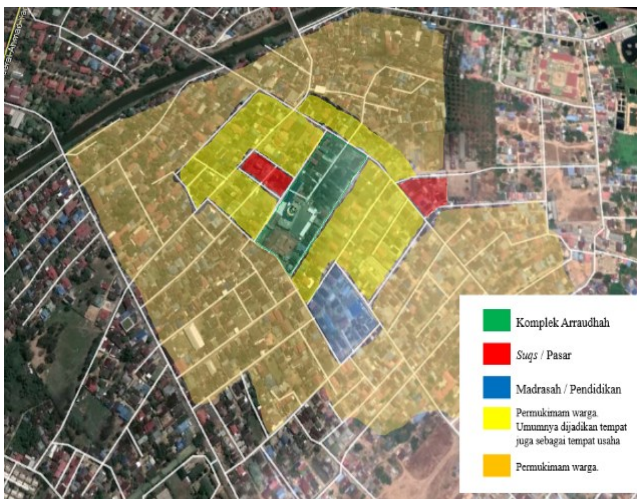 Komplek Arraudhah
Suqs / Pasar
Madrasah / Pendidikan
Permukimam warga.
Umumnya dijadikan tempat
juga sebagai tempat usaha
Permukimam warga.